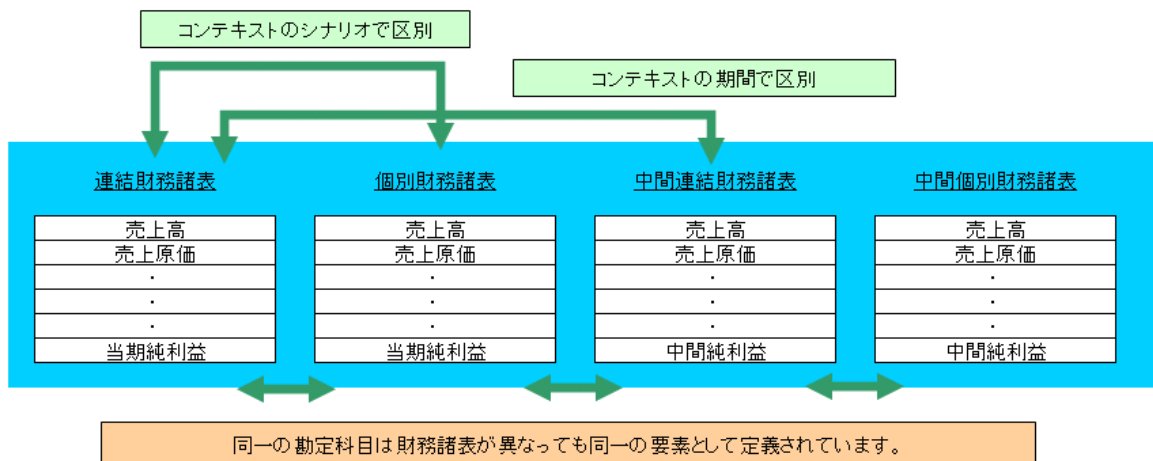 コンテキストのシナリオで区別
コンテキストの期間で区別
連結財務諸表
個別財務諸表
中間連結財務諸表
中間個別財務諸表
売上高
売上原価
・
・
・
当期純利益
売上高
売上原価
・
・
・
当期純利益
売上高
売上原価
・
・
・
中間純利益
売上高
売上原価
・
・
・
中間純利益
同一の勘定科目は財務諸表が異なっても同一の要素として定義されています。